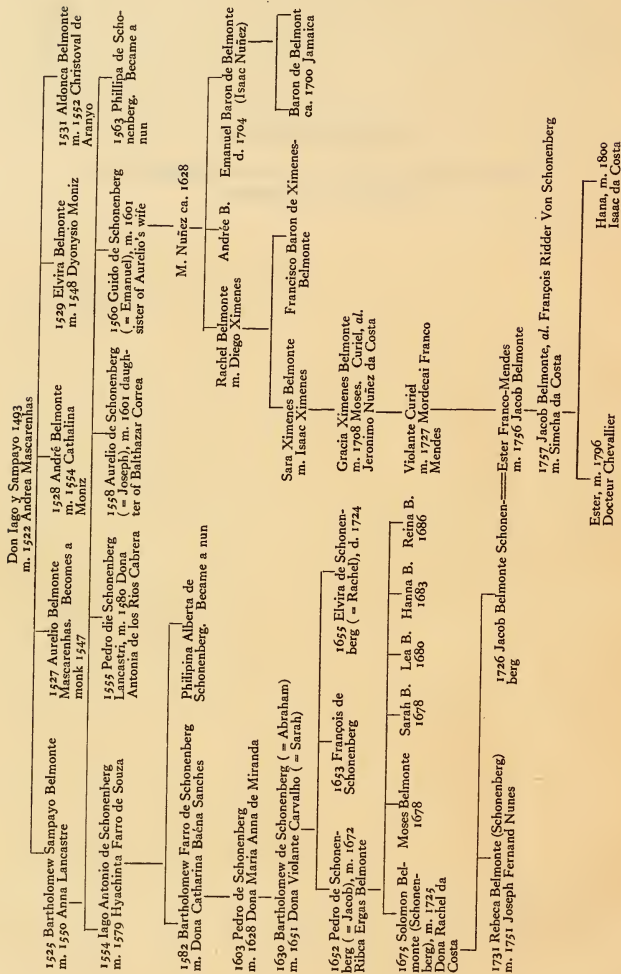 Don Iago y Sampayo 1493
m. 1522 Andrea Mascarenhas
1525 Bartholomew Sampayo Belmonte
m. 1550 Anna Lancastre
1527 Aurelio Belmonte
Mascarenhas. Becomes a
monk 1547
1528 André Belmonte
m. 1554 Cathalina
Moniz
1529 Elvira Belmonte
m. 1548 Dyonysio Moniz
1531 Aldonca Belmonte
m. 1552 Christoval de
Aranyo
1554 Iago Antonio de Schonenberg
m. 1579 Hyachinta Farro de Souza
1555 Pedro die Schonenberg
Lancastri, m. 1580 Dona
Antonia de los Rios Cabrera
1558 Aurelio de Schonenberg
( = Joseph), m. 1601 daugh-
ter of Balthazar Correa
1560 Guido de Schonenberg
( = Emanuel), m. 1601
sister of Aurelio's wife
1563 Phillipa de Scho-
nenberg. Became a
nun
1582 Bartholomew Farro de Schonenberg
m. Dona Catharina Baéna Sanches
Philipina Alberta de
Schonenberg. Became a nun
M. Nuñez ca. 1628
1603 Pedro de Schonenberg
m. 1628 Dona Maria Anna de Miranda
Rachel Belmonte
m. Diego Ximenes
Andrée B.
Emanuel Baron de Belmonte
d. 1704 (Isaac Nuñez)
1630 Bartholomew de Schonenberg ( = Abraham)
m. 1651 Dona Violante Carvalho ( = Sarah)
Sara Ximenes Belmonte
m. Isaac Ximenes
Francisco Baron de Ximenes-
Belmonte
Baron de Belmont
ca. 1700 Jamaica
1652 Pedro de Schonen-
berg ( = Jacob), m. 1672
Ribca Ergas Belmonte
1653 François de
Schonenberg
1655 Elvira de Schonen-
berg ( = Rachel), d. 1724
Gracia Ximenes Belmonte
m. 1708 Moses. Curiel, al.
Jeronimo Nuñez da Costa
1675 Solomon Bel-
monte (Schonen-
berg), m. 1725
Dona Rachel da
Costa
Moses Belmonte
1678
Sarah B.
1678
Lea B.
1680
Hanna B.
1683
Reina B.
1686
Violante Curiel
m. 1727 Mordecai Franco
Mendes
1731 Rebeca Belmonte (Schonenberg)
m. 1751 Joseph Fernand Nunes
1726 Jacob Belmonte Schonen-
berg
Ester Franco-Mendes
m. 1756 Jacob Belmonte
1757 Jacob Belmonte, al. François Ridder Von Schonenberg
m. Simcha da Costa
Ester, m. 1796
Docteur Chevallier
Hana, m. 1800
Isaac da Costa